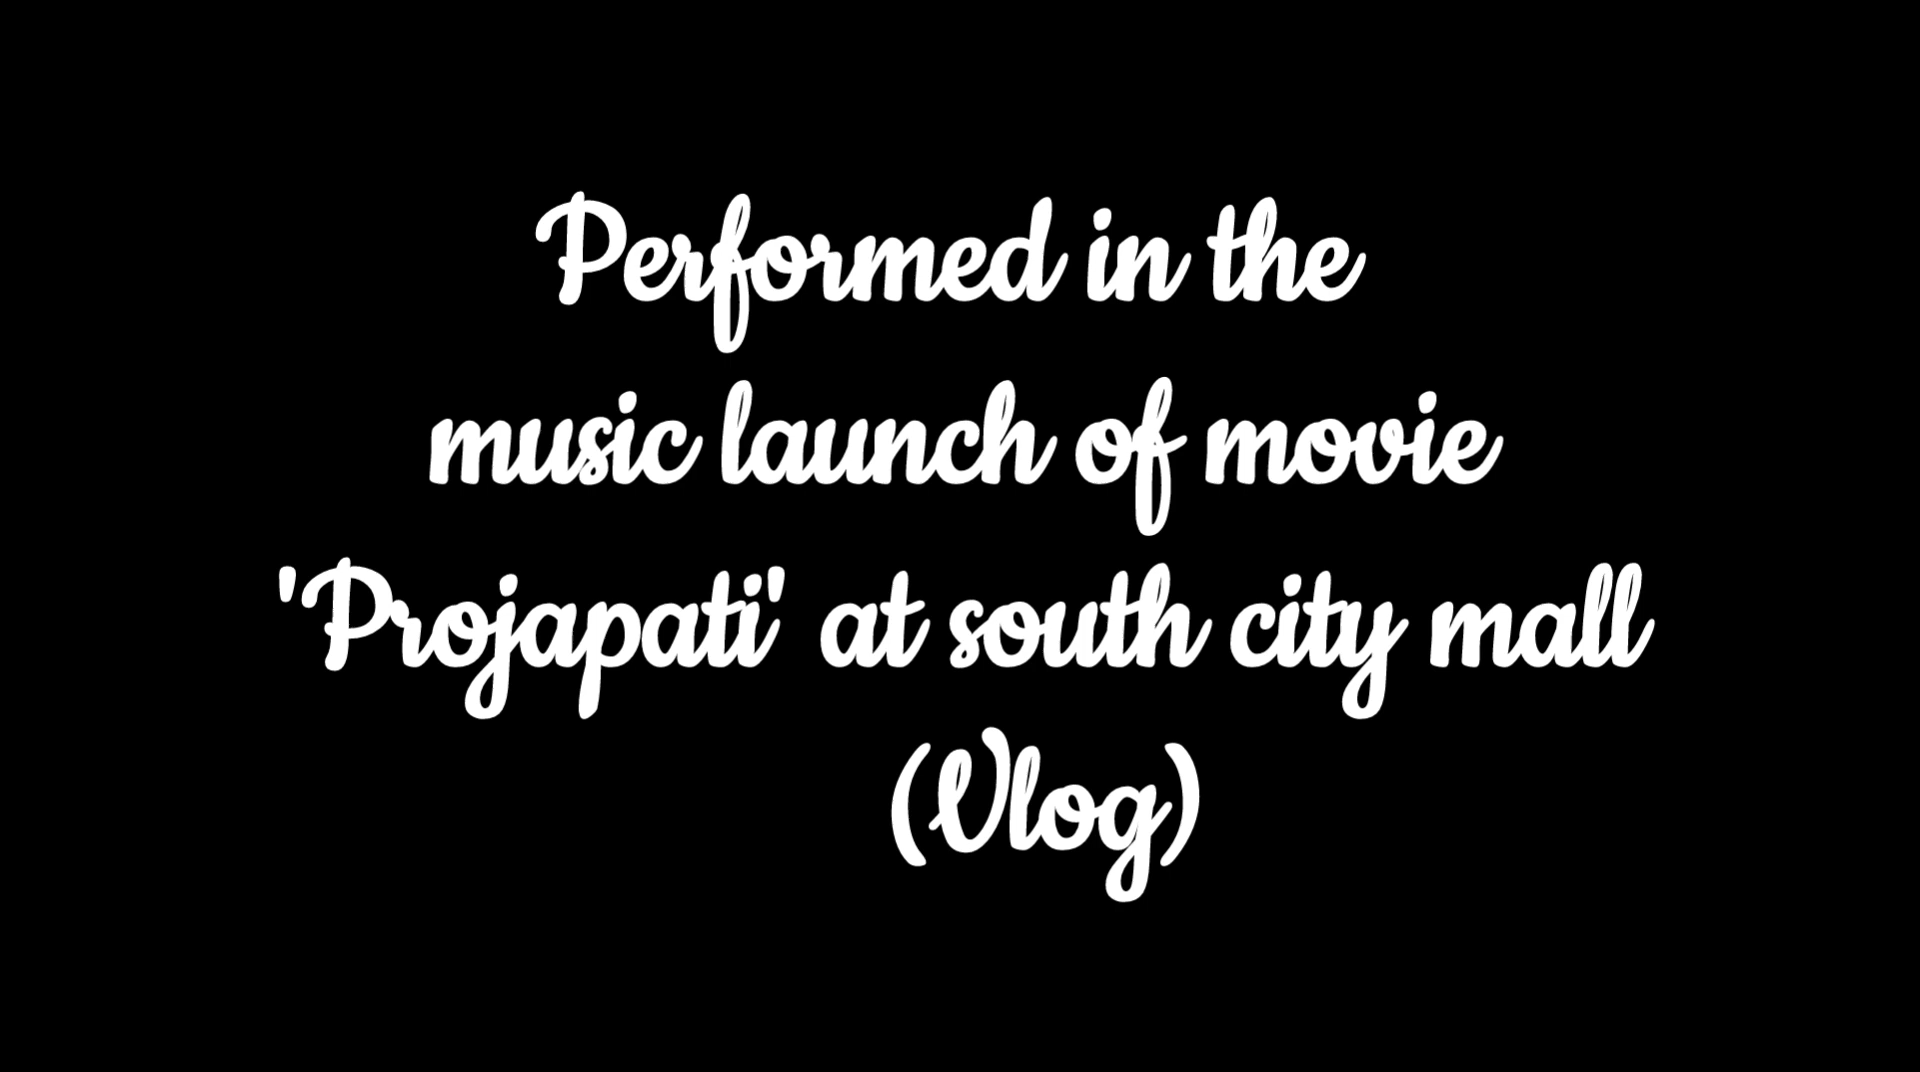 Performed in the
music launch of movie
'Projapati' at south city mall
(Vlog)